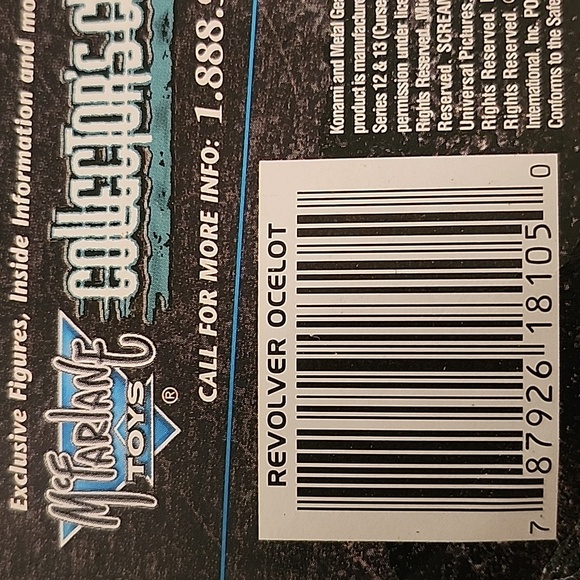 Exclusive Figures, Inside Information and mo
McFARLANE
TOYS®
COLLECTOR'S C
CALL FOR MORE INFO: 1.888.
Konami and Metal Gea
product is manufacture
Series 12 & 13 (Curse
permission under lice
Rights Reserved.
Reserved. SCREAM
Universal Pictures.
Rights Reserved.
Rights Reserved.
International, Inc. PO
Conforms to the Safe
REVOLVER OCELOT
7 87926 18105 0